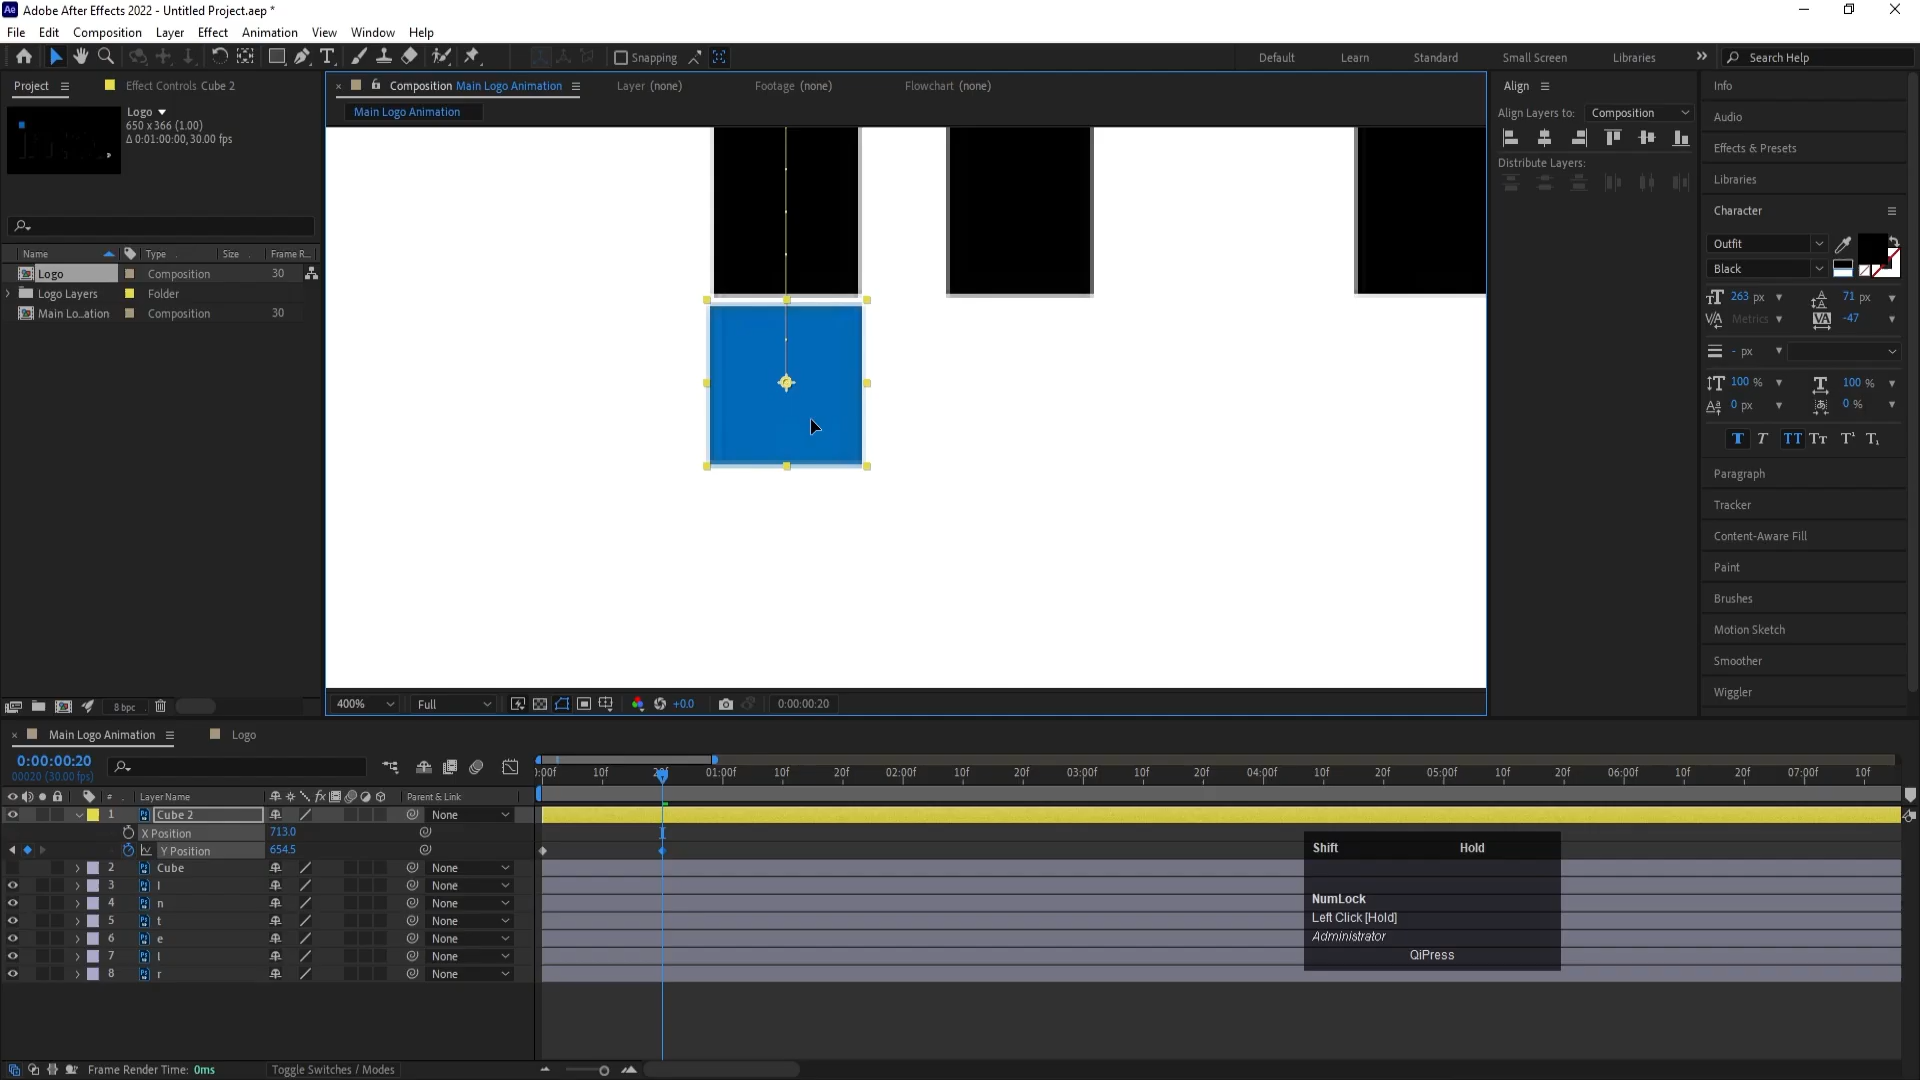 Adobe After Effects 2022 - Untitled Project.aep *
File Edit Composition Layer Effect Animation View Window Help
Snapping
Default Learn Standard Small Screen Libraries
Search Help
Project
Effect Controls Cube 2
Composition Main Logo Animation
Layer (none)
Footage (none)
Flowchart (none)
Main Logo Animation
Logo
650 x 366 (1.00)
Δ 0:01:00:00, 30.00 fps
Name Type Size Frame R...
Logo Composition 30
Logo Layers Folder
Main Lo...ation Composition 30
8 bpc
400% Full +0.0 0:00:00:20
Align
Align Layers to: Composition
Distribute Layers:
Info
Audio
Effects & Presets
Libraries
Character
Outfit
Black
263 px 71 px
Metrics -47
- px
100 % 100 %
0 px 0 %
Paragraph
Tracker
Content-Aware Fill
Paint
Brushes
Motion Sketch
Smoother
Wiggler
Main Logo Animation Logo
0:00:00:20
00020 (30.00 fps)
# Layer Name Parent & Link
1 Cube 2 None
X Position 713.0
Y Position 654.5
2 Cube None
3 I None
4 n None
5 t None
6 e None
7 l None
8 r None
:00f 10f 20f 01:00f 10f 20f 02:00f 10f 20f 03:00f 10f 20f 04:00f 10f 20f 05:00f 10f 20f 06:00f 10f 20f 07:00f 10f
Shift Hold
NumLock
Left Click [Hold]
Administrator
QiPress
Frame Render Time: 0ms
Toggle Switches / Modes